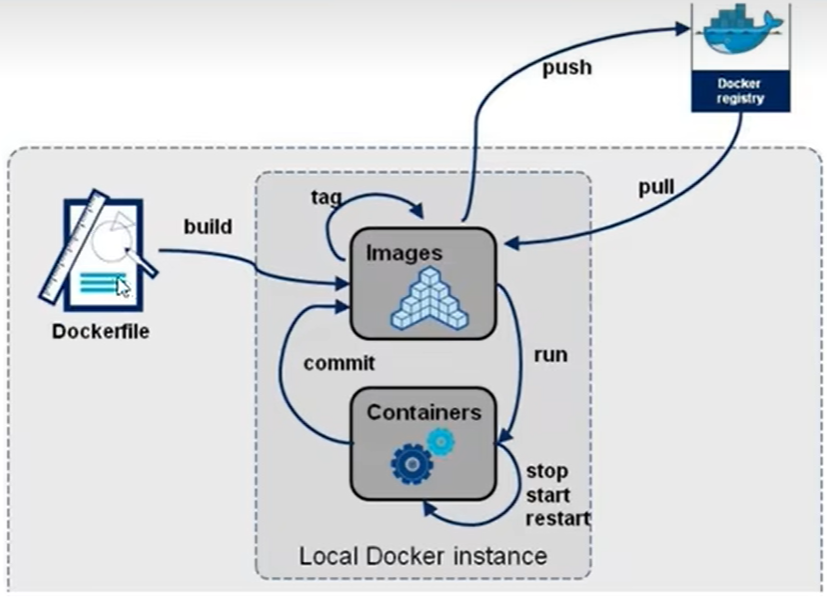 push
Docker
registry
pull
tag
build
Images
Dockerfile
commit
run
Containers
stop
start
restart
Local Docker instance